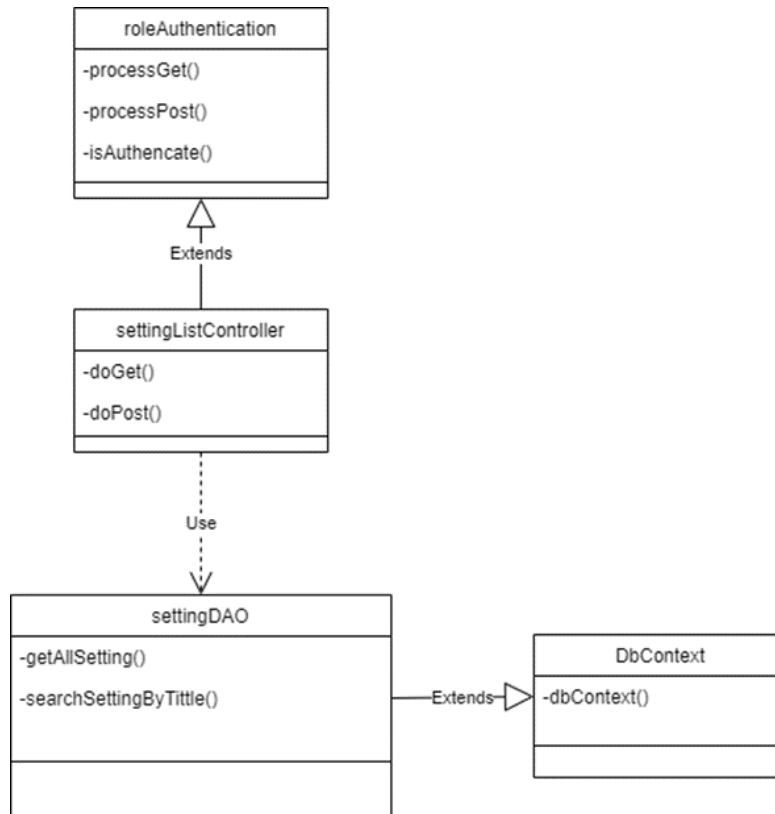 roleAuthentication
-processGet()
-processPost()
-isAuthencate()
Extends
settingListController
-doGet()
-doPost()
Use
settingDAO
-getAllSetting()
-searchSettingByTittle()
Extends
DbContext
-dbContext()